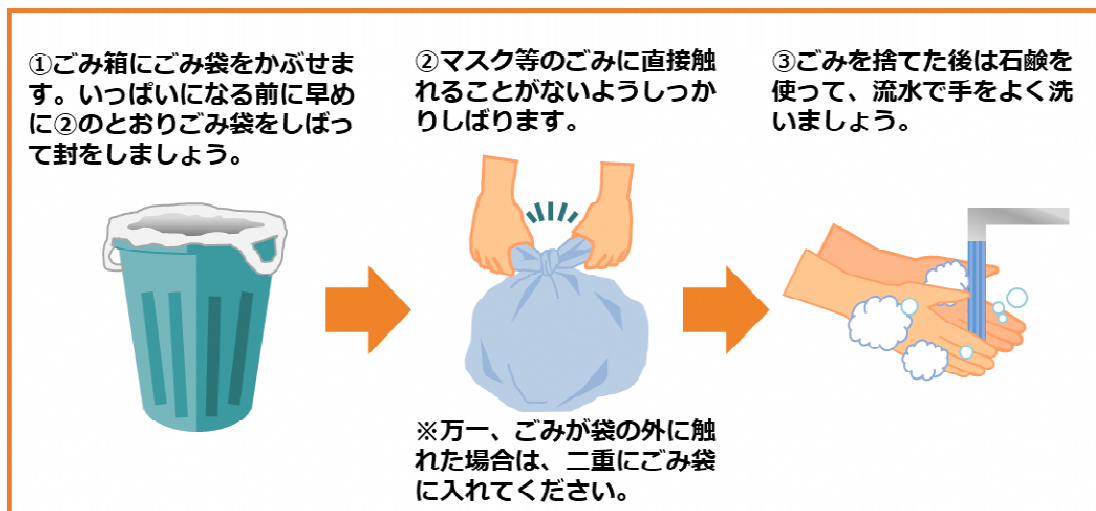 ①ごみ箱にごみ袋をかぶせま
す。いっぱいになる前に早め
に②のとおりごみ袋をしばっ
て封をしましょう。
②マスク等のごみに直接触
れることがないようしっか
りしばります。
※万一、ごみが袋の外に触
れた場合は、二重にごみ袋
に入れてください。
③ごみを捨てた後は石鹸を
使って、流水で手をよく洗
いましょう。